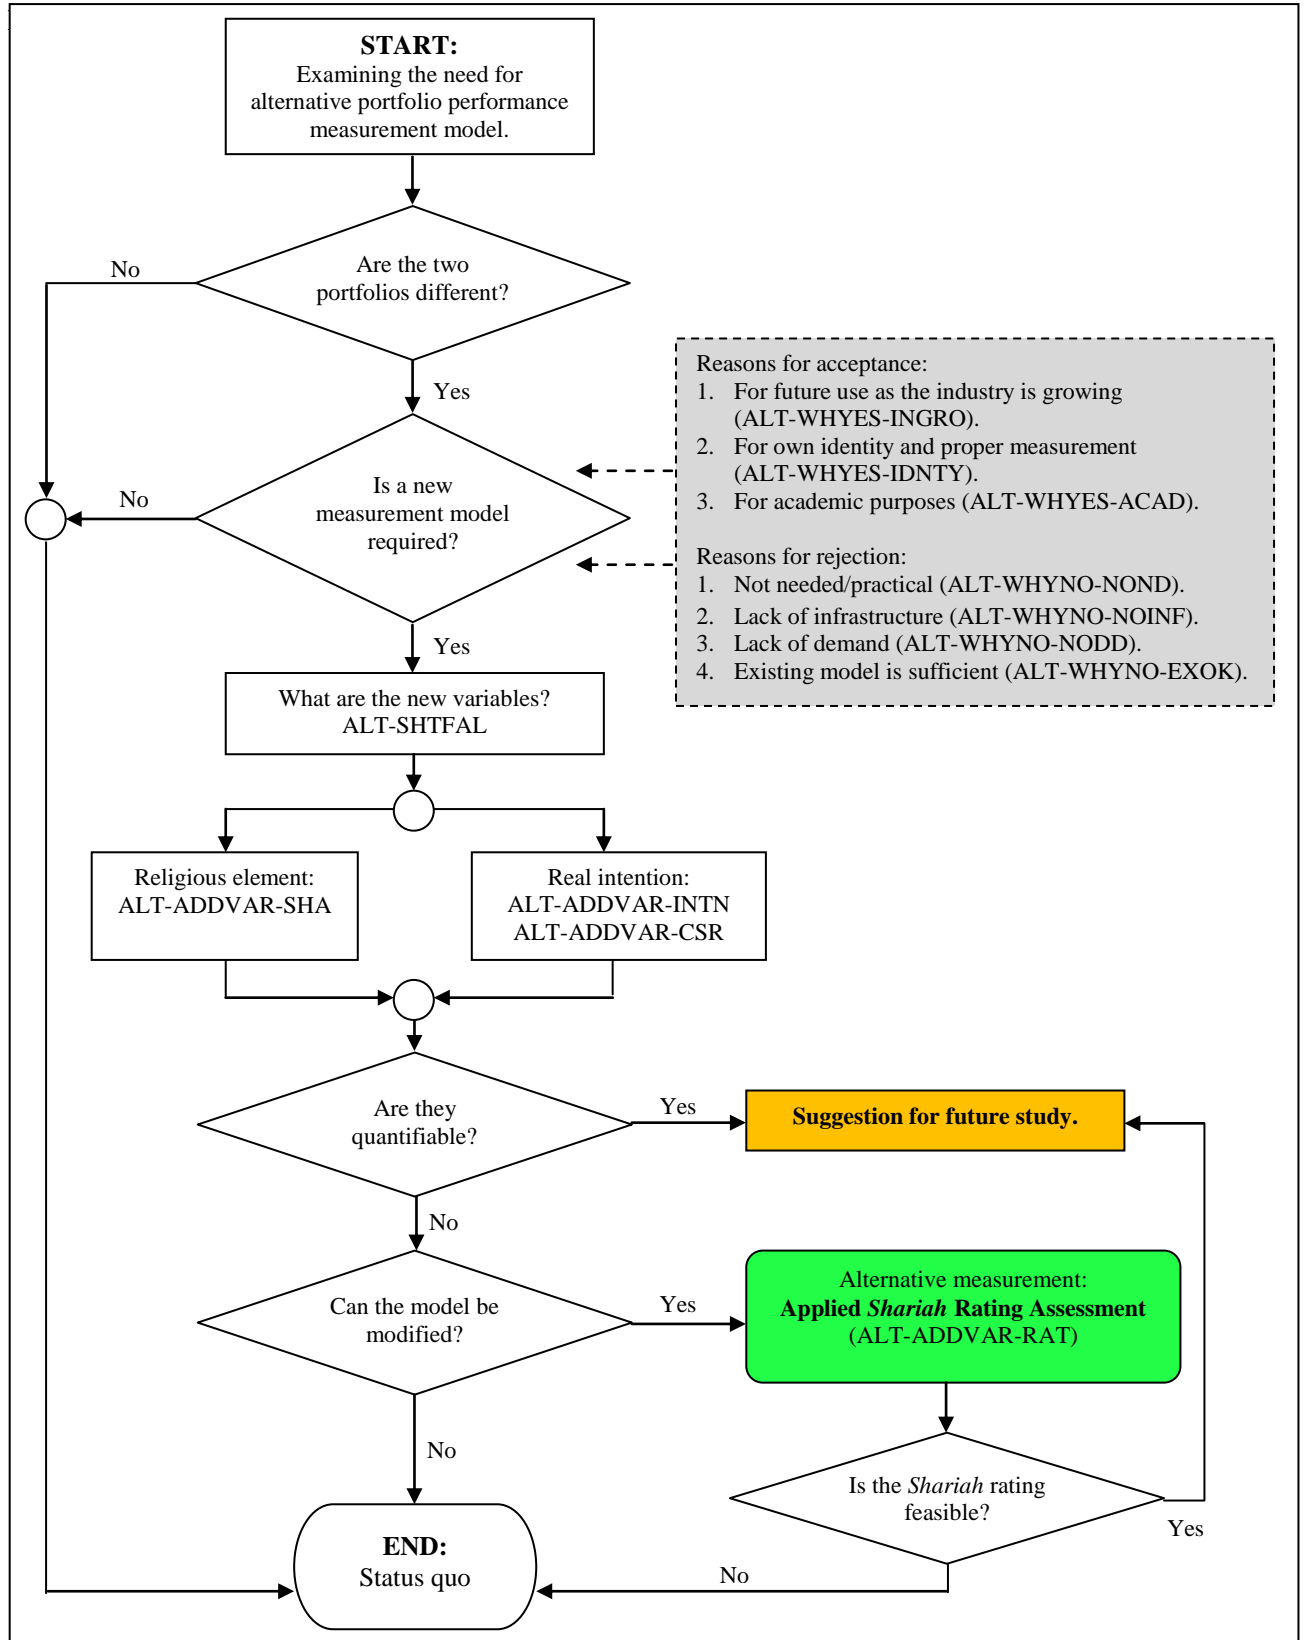 START:
Examining the need for
alternative portfolio performance
measurement model.
Are the two
portfolios different?
No
Yes
Is a new
measurement model
required?
No
Yes
Reasons for acceptance:
1. For future use as the industry is growing
(ALT-WHYES-INGRO).
2. For own identity and proper measurement
(ALT-WHYES-IDNTY).
3. For academic purposes (ALT-WHYES-ACAD).
Reasons for rejection:
1. Not needed/practical (ALT-WHYNO-NOND).
2. Lack of infrastructure (ALT-WHYNO-NOINF).
3. Lack of demand (ALT-WHYNO-NODD).
4. Existing model is sufficient (ALT-WHYNO-EXOK).
What are the new variables?
ALT-SHTFAL
Religious element:
ALT-ADDVAR-SHA
Real intention:
ALT-ADDVAR-INTN
ALT-ADDVAR-CSR
Are they
quantifiable?
Yes
Suggestion for future study.
No
Can the model be
modified?
Yes
Alternative measurement:
Applied Shariah Rating Assessment
(ALT-ADDVAR-RAT)
No
Is the Shariah rating
feasible?
Yes
No
END:
Status quo